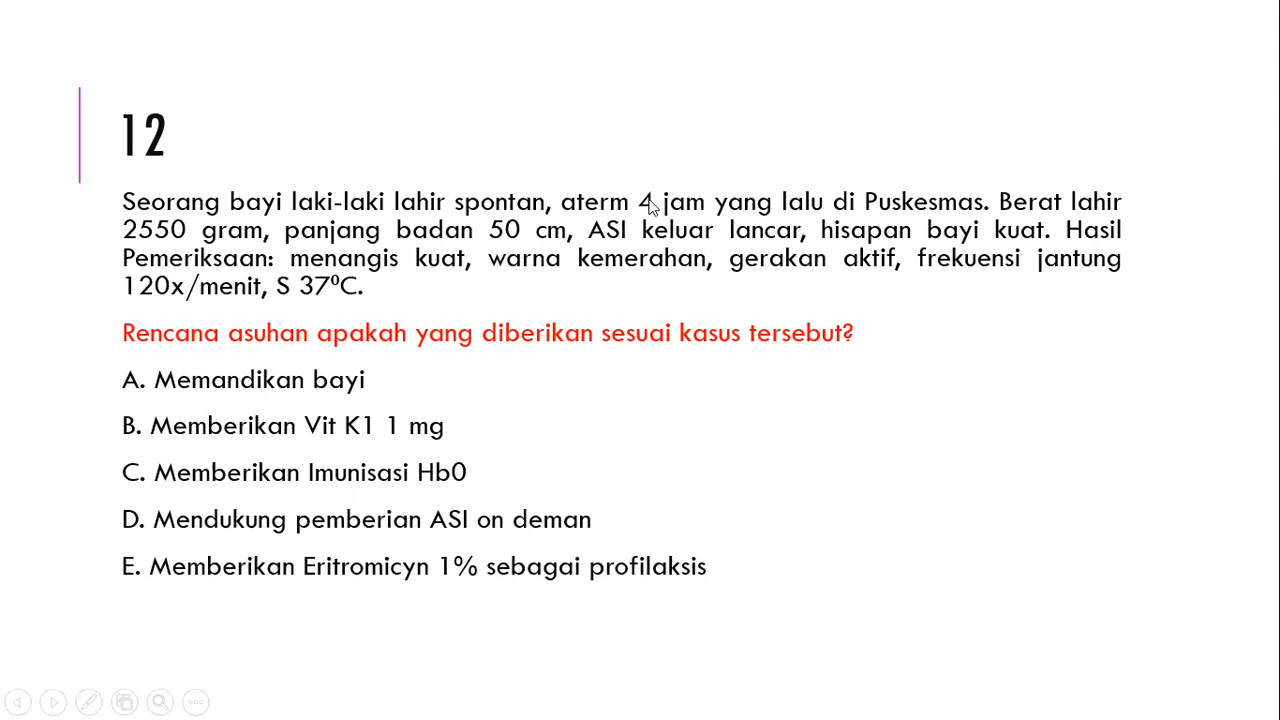 12
Seorang bayi laki-laki lahir spontan, aterm 4 jam yang lalu di Puskesmas. Berat lahir
2550 gram, panjang badan 50 cm, ASI keluar lancar, hisapan bayi kuat. Hasil
Pemeriksaan: menangis kuat, warna kemerahan, gerakan aktif, frekuensi jantung
120x/menit, S 37⁰C.
Rencana asuhan apakah yang diberikan sesuai kasus tersebut?
A. Memandikan bayi
B. Memberikan Vit K1 1 mg
C. Memberikan Imunisasi Hb0
D. Mendukung pemberian ASI on deman
E. Memberikan Eritromicyn 1% sebagai profilaksis